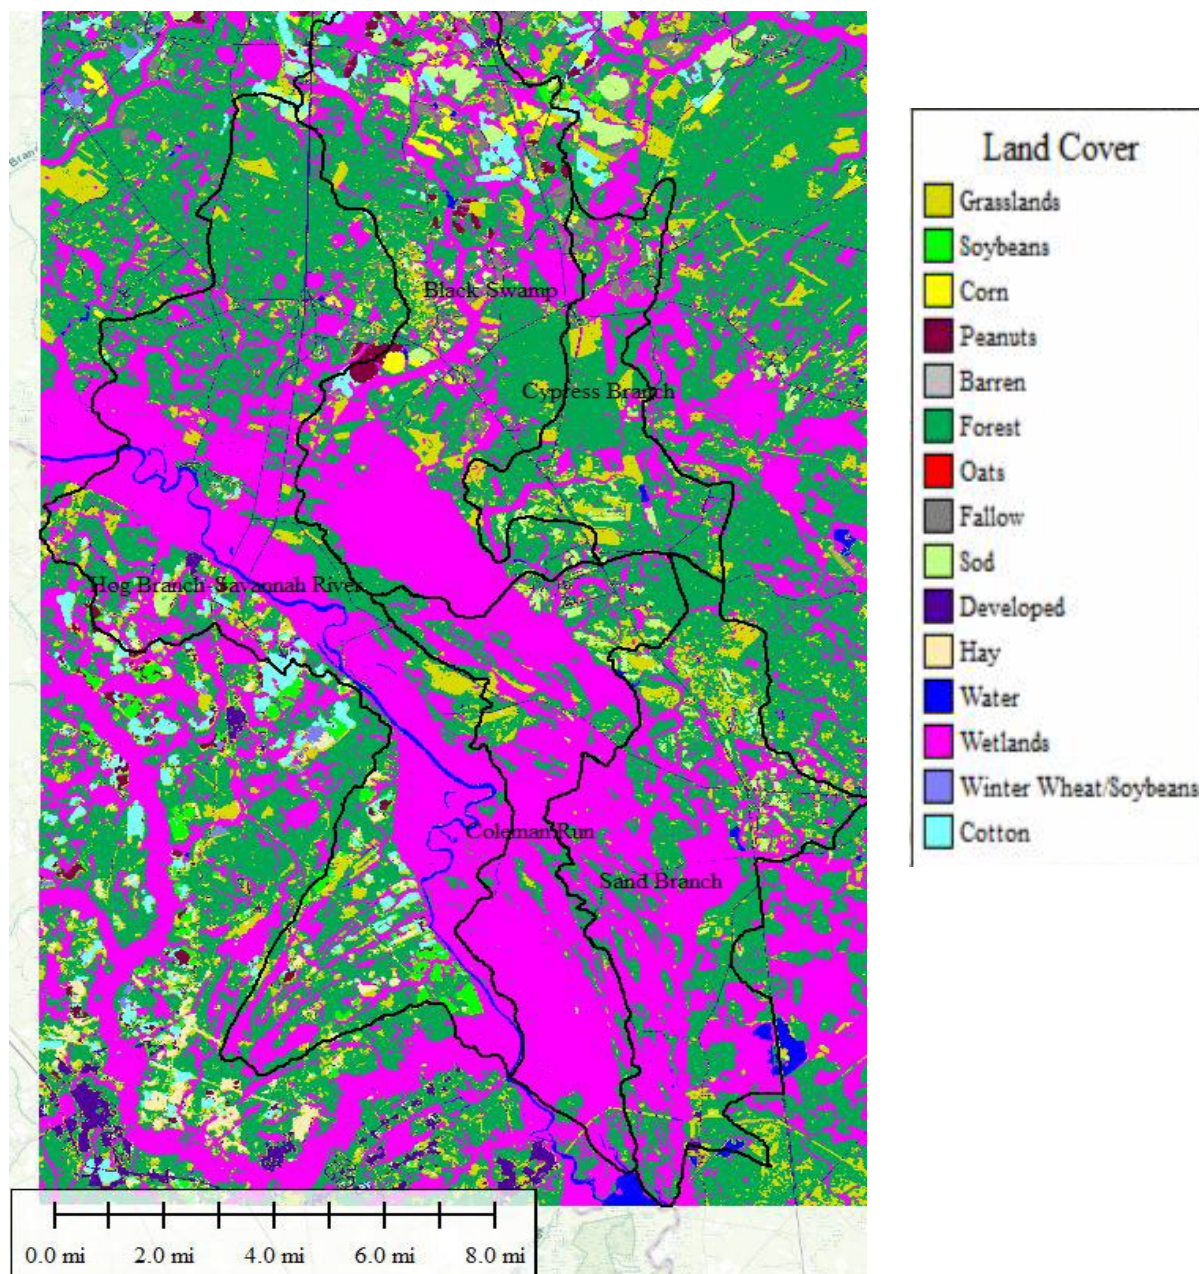 Bran
Black Swamp
Cypress Branch
Hog Branch-Savannah River
Coleman Run
Sand Branch
0.0 mi 2.0 mi 4.0 mi 6.0 mi 8.0 mi
Land Cover
Grasslands
Soybeans
Corn
Peanuts
Barren
Forest
Oats
Fallow
Sod
Developed
Hay
Water
Wetlands
Winter Wheat/Soybeans
Cotton